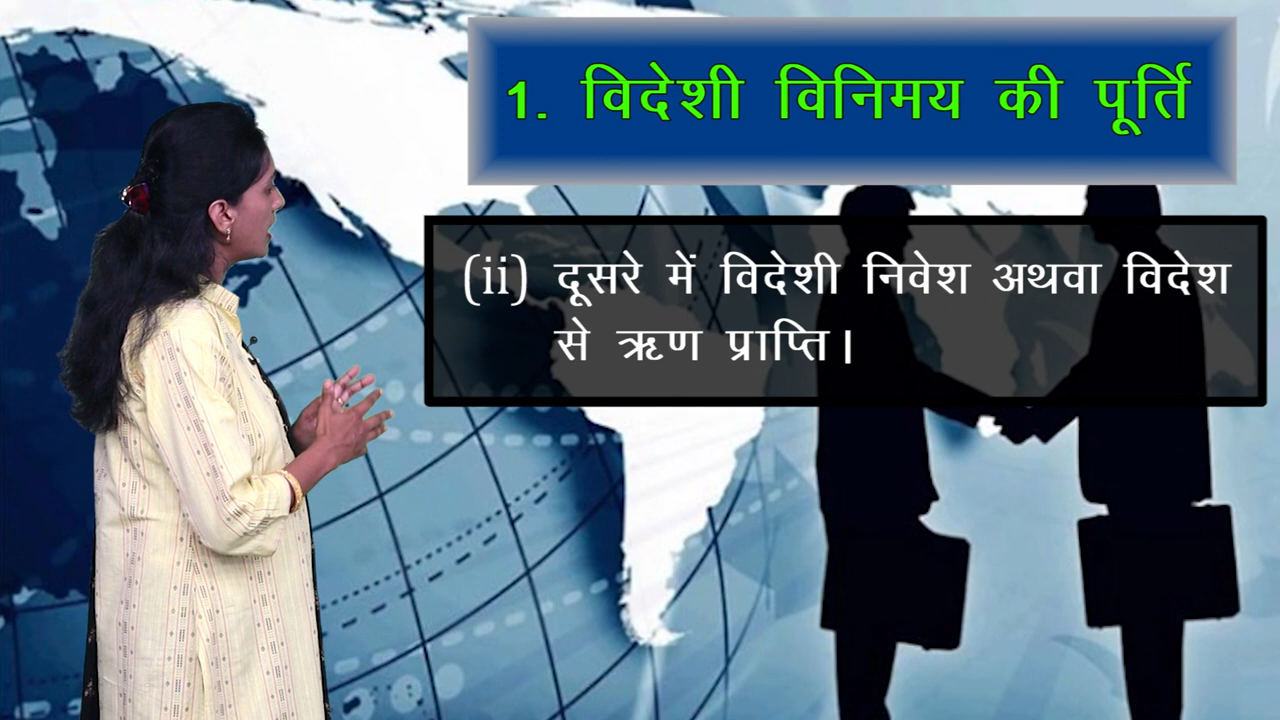 1. विदेशी विनिमय की पूर्ति
(ii) दूसरे में विदेशी निवेश अथवा विदेश
से ऋण प्राप्ति।